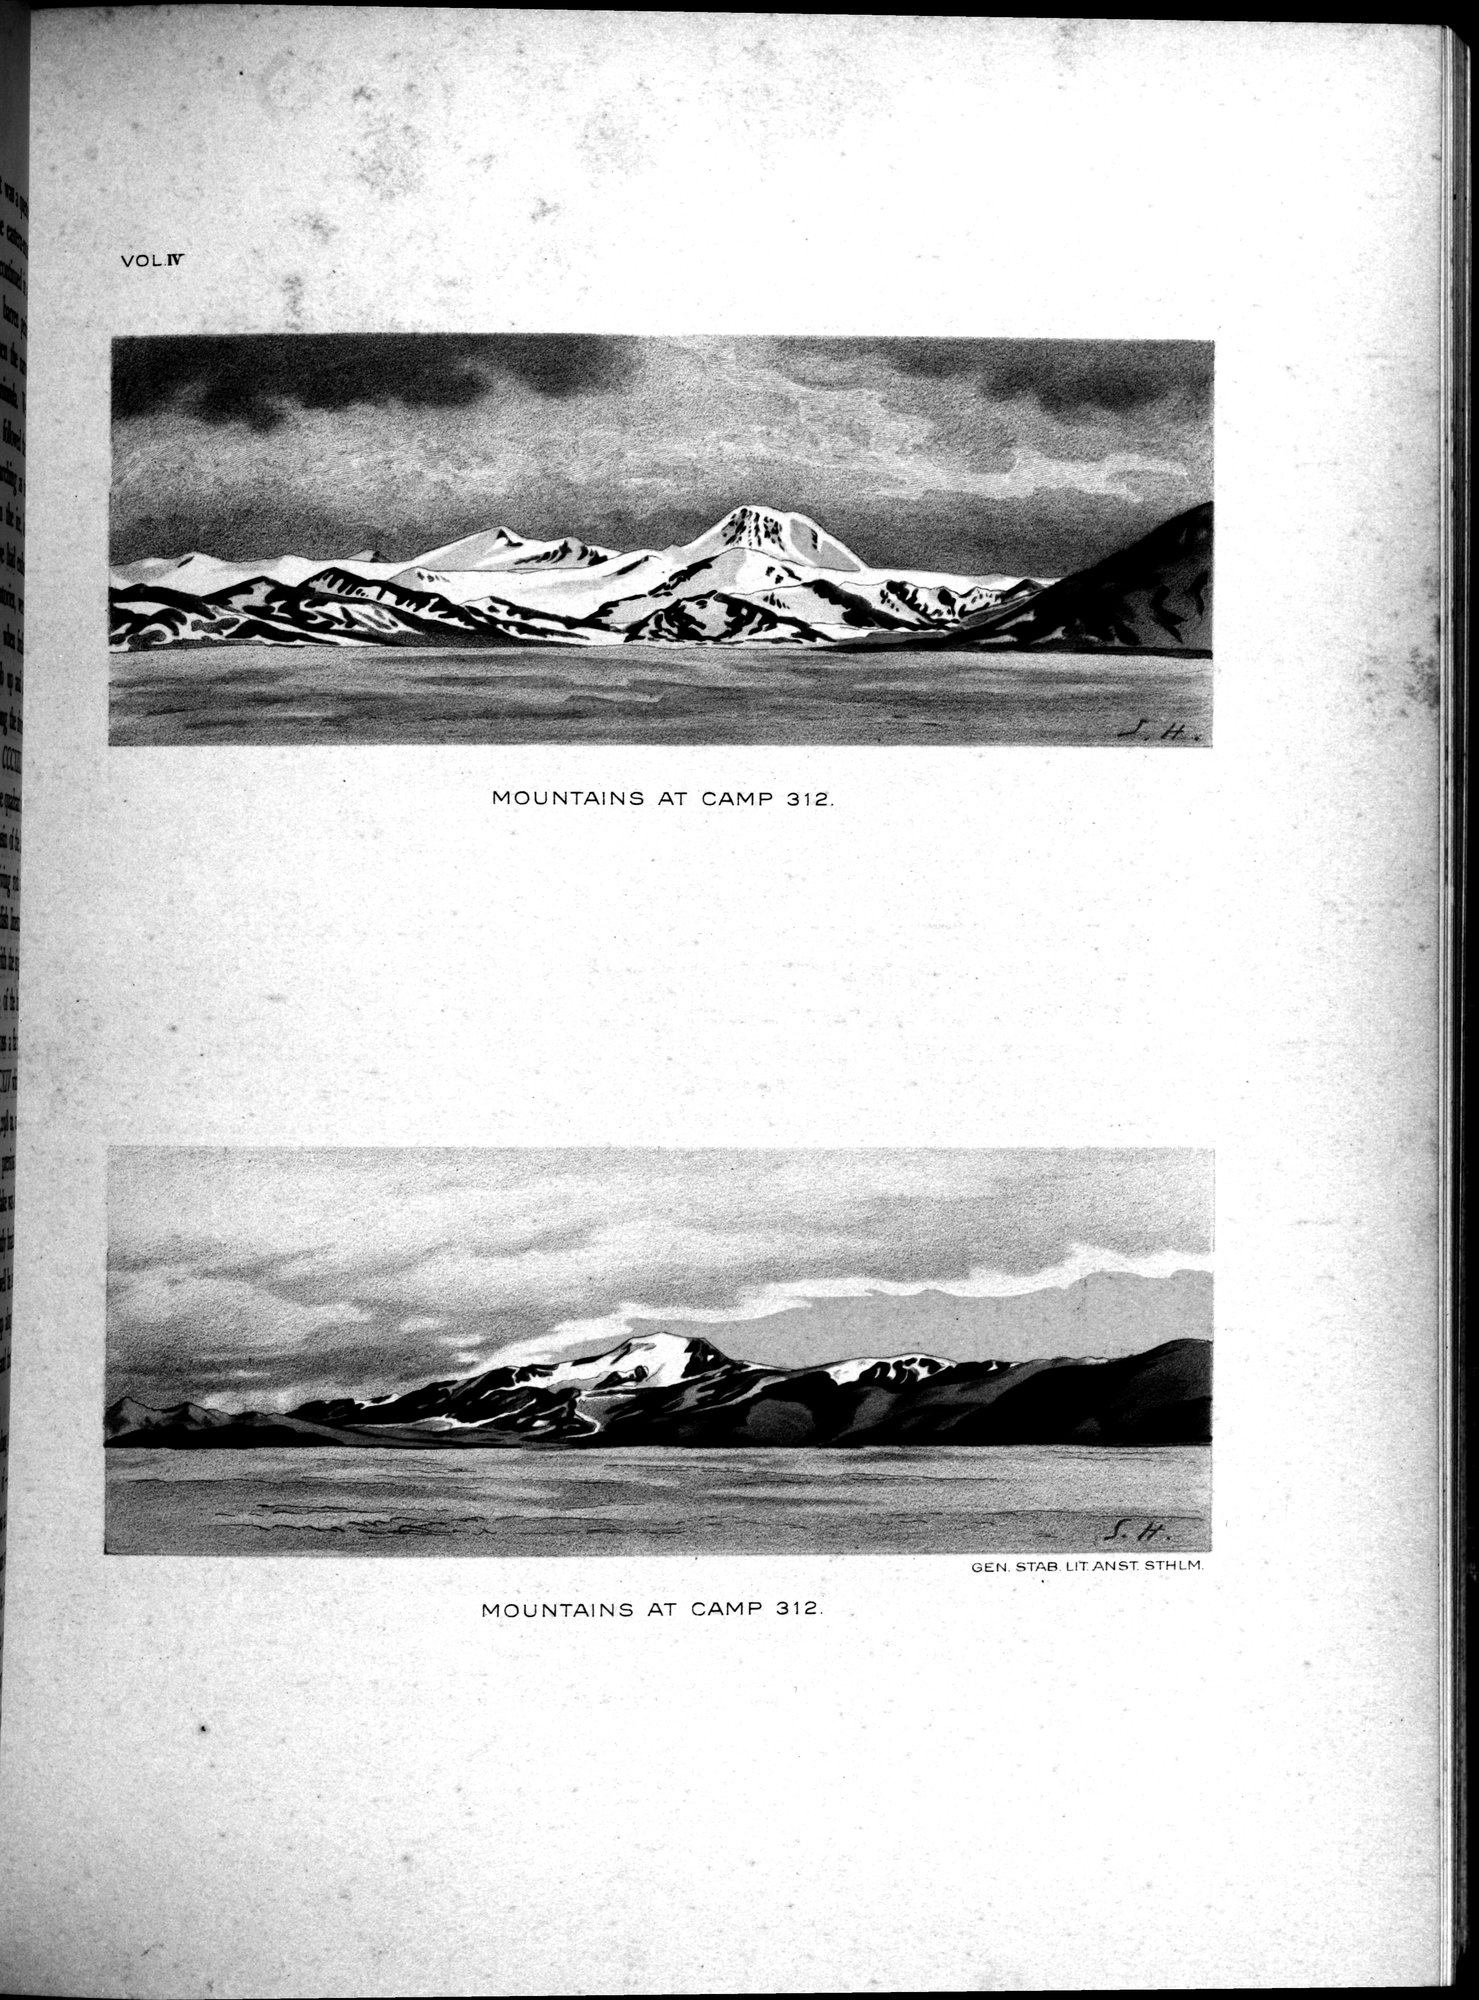 VOL. IV
S. H.
MOUNTAINS AT CAMP 312.
S. H.
GEN. STAB. LIT. ANST. STHLM.
MOUNTAINS AT CAMP 312.